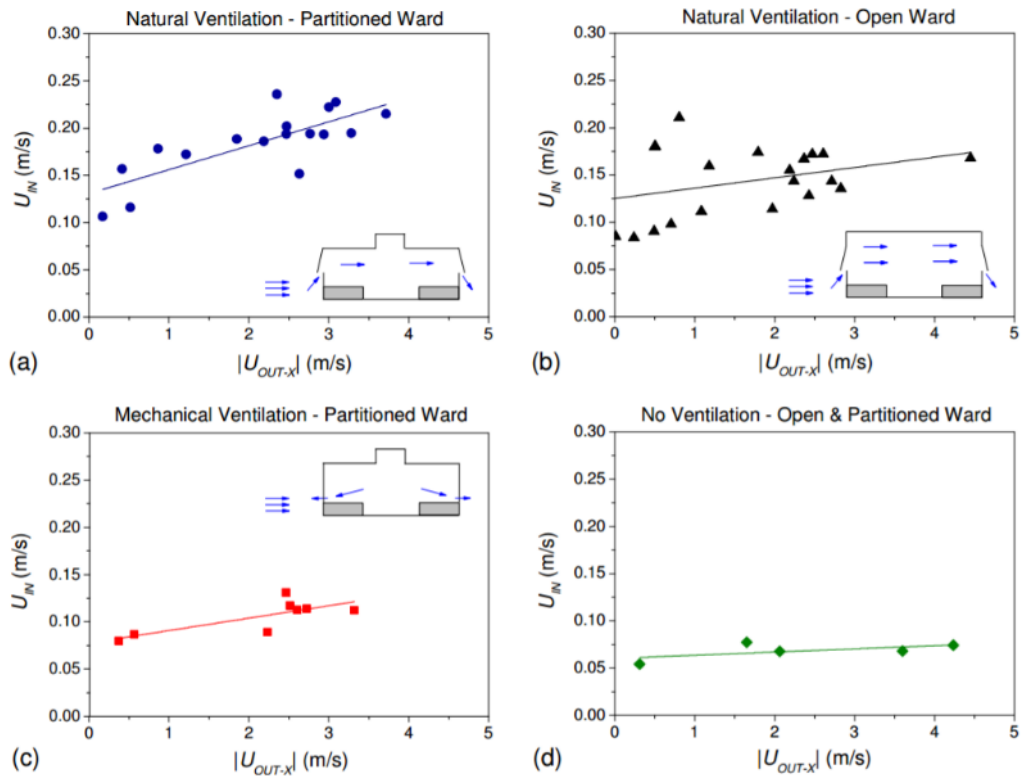 Natural Ventilation - Partitioned Ward
0.30
0.25
0.20
0.15
0.10
0.05
0.00
U_IN (m/s)
0 1 2 3 4 5
(a) |U_OUT-X| (m/s)
Natural Ventilation - Open Ward
0.30
0.25
0.20
0.15
0.10
0.05
0.00
U_IN (m/s)
0 1 2 3 4 5
(b) |U_OUT-X| (m/s)
Mechanical Ventilation - Partitioned Ward
0.30
0.25
0.20
0.15
0.10
0.05
0.00
U_IN (m/s)
0 1 2 3 4 5
(c) |U_OUT-X| (m/s)
No Ventilation - Open & Partitioned Ward
0.30
0.25
0.20
0.15
0.10
0.05
0.00
U_IN (m/s)
0 1 2 3 4 5
(d) |U_OUT-X| (m/s)